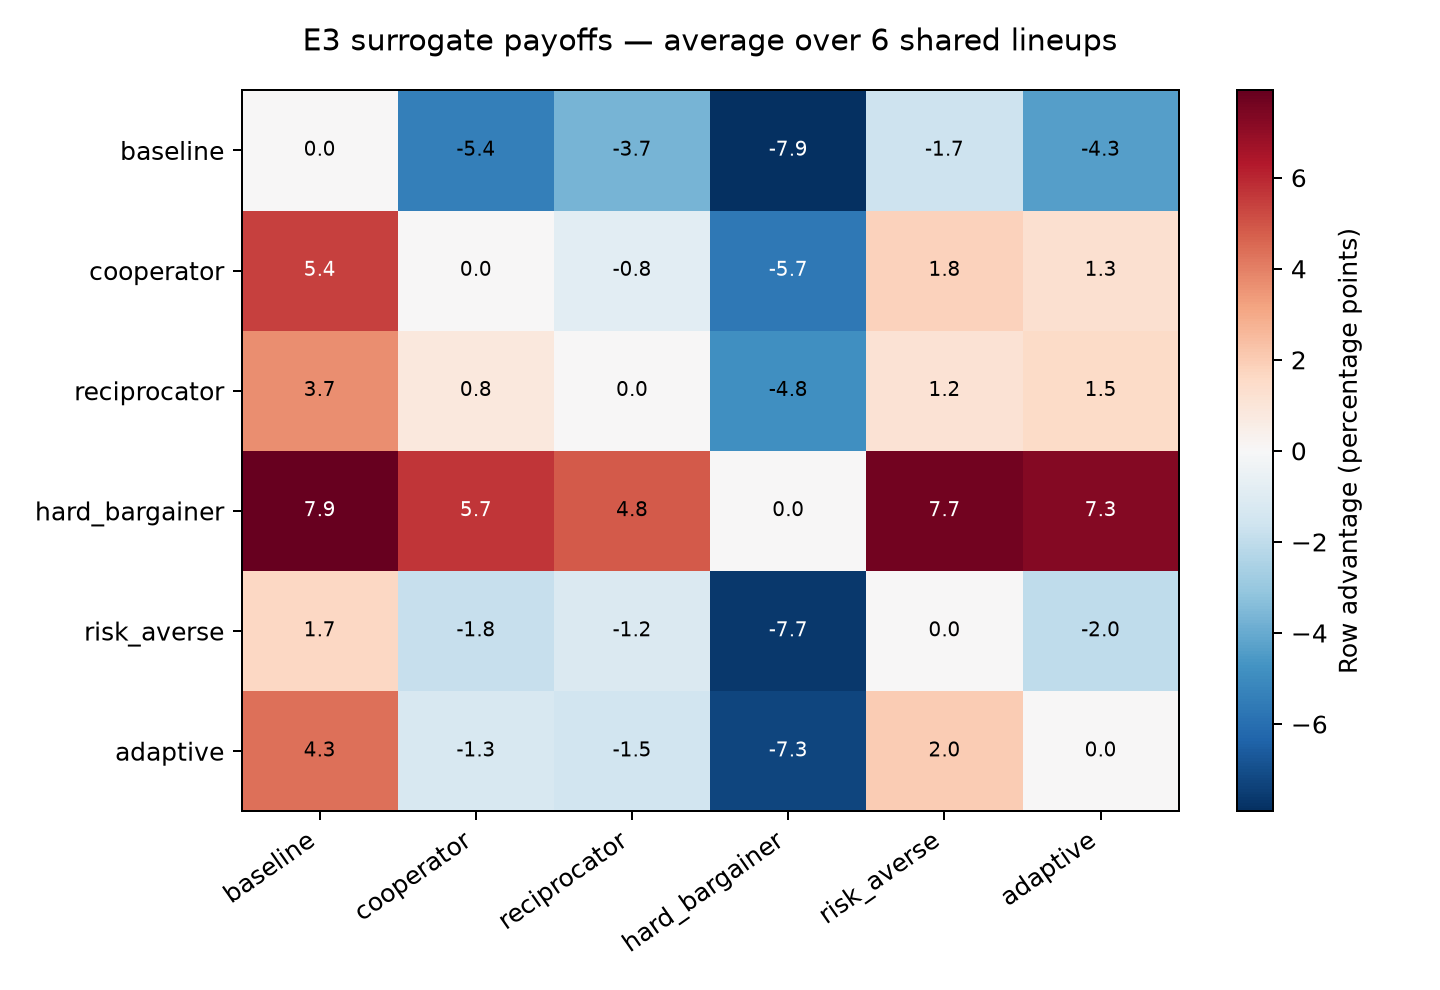 E3 surrogate payoffs — average over 6 shared lineups
baseline 0.0 -5.4 -3.7 -7.9 -1.7 -4.3
cooperator 5.4 0.0 -0.8 -5.7 1.8 1.3
reciprocator 3.7 0.8 0.0 -4.8 1.2 1.5
hard_bargainer 7.9 5.7 4.8 0.0 7.7 7.3
risk_averse 1.7 -1.8 -1.2 -7.7 0.0 -2.0
adaptive 4.3 -1.3 -1.5 -7.3 2.0 0.0
baseline cooperator reciprocator hard_bargainer risk_averse adaptive
6
4
2
0
−2
−4
−6
Row advantage (percentage points)